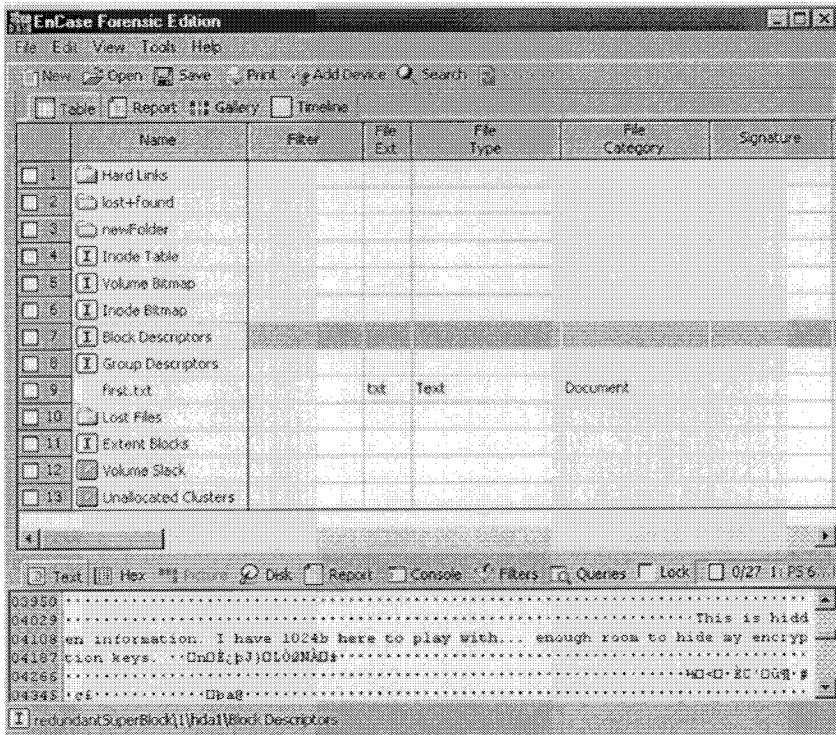 EnCase Forensic Edition
File Edit View Tools Help
New Open Save Print Add Device Search
Table Report Gallery Timeline
Name Filter File Ext File Type File Category Signature
1 Hard Links
2 lost+found
3 newFolder
4 Inode Table
5 Volume Bitmap
6 Inode Bitmap
7 Block Descriptors
8 Group Descriptors
9 first.txt txt Text Document
10 Lost Files
11 Extent Blocks
12 Volume Slack
13 Unallocated Clusters
Text Hex Picture Disk Report Console Filters Queries Lock 0/27
03950
04029 This is hidd
04108 en information. I have 1024b here to play with... enough room to hide my encryp
04187 tion keys.
04266
04345
redundantSuperBlock\1\hda1\Block Descriptors